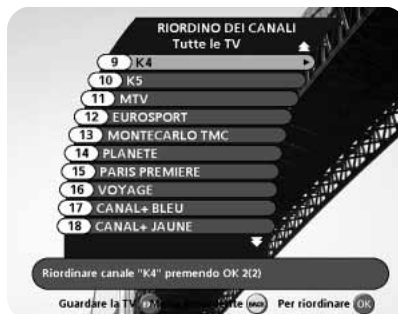 RIORDINO DEI CANALI
Tutte le TV
9 K4
10 K5
11 MTV
12 EUROSPORT
13 MONTECARLO TMC
14 PLANETE
15 PARIS PREMIERE
16 VOYAGE
17 CANAL+ BLEU
18 CANAL+ JAUNE
Riordinare canale "K4" premendo OK 2(2)
Guardare la TV BACK Per riordinare OK